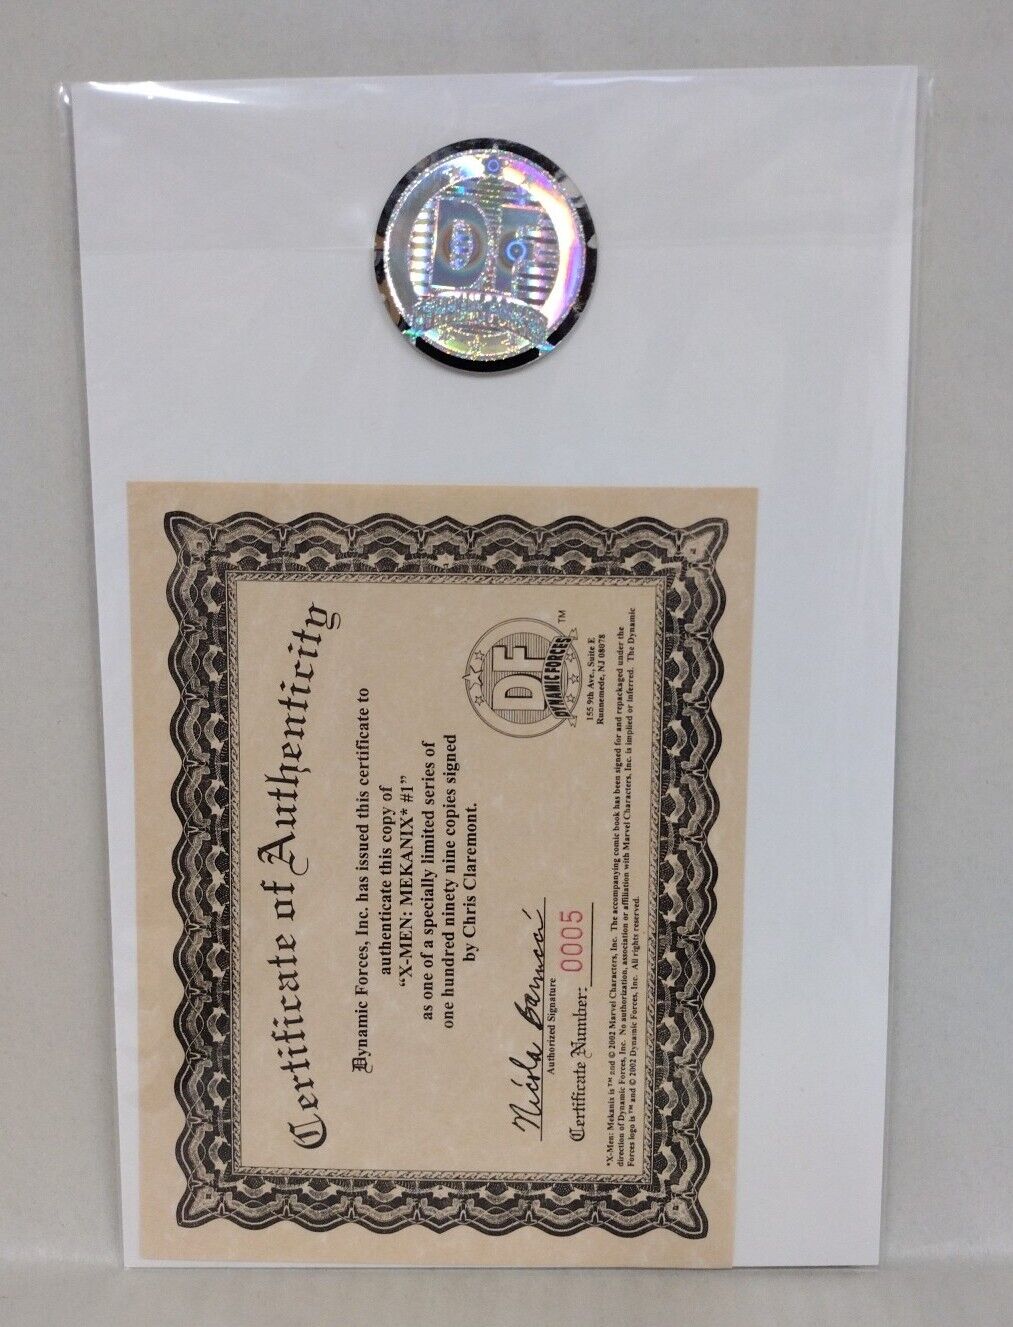 DF
Certificate of Authenticity
Dynamic Forces, Inc. has issued this certificate to
authenticate this copy of
“X-MEN: MEKANIX* #1”
as one of a specially limited series of
one hundred ninety nine copies signed
by Chris Claremont.
DF
DYNAMIC FORCES
TM
155 9th Ave., Suite E
Runnemede, NJ 08078
Authorized Signature
Certificate Number: 0005
*X-Men: Mekanix is ™ and © 2002 Marvel Characters, Inc. The accompanying comic book has been signed for and repackaged under the
direction of Dynamic Forces, Inc. No authorization, association or affiliation with Marvel Characters, Inc. is implied or inferred. The Dynamic
Forces logo is ™ and © 2002 Dynamic Forces, Inc. All rights reserved.